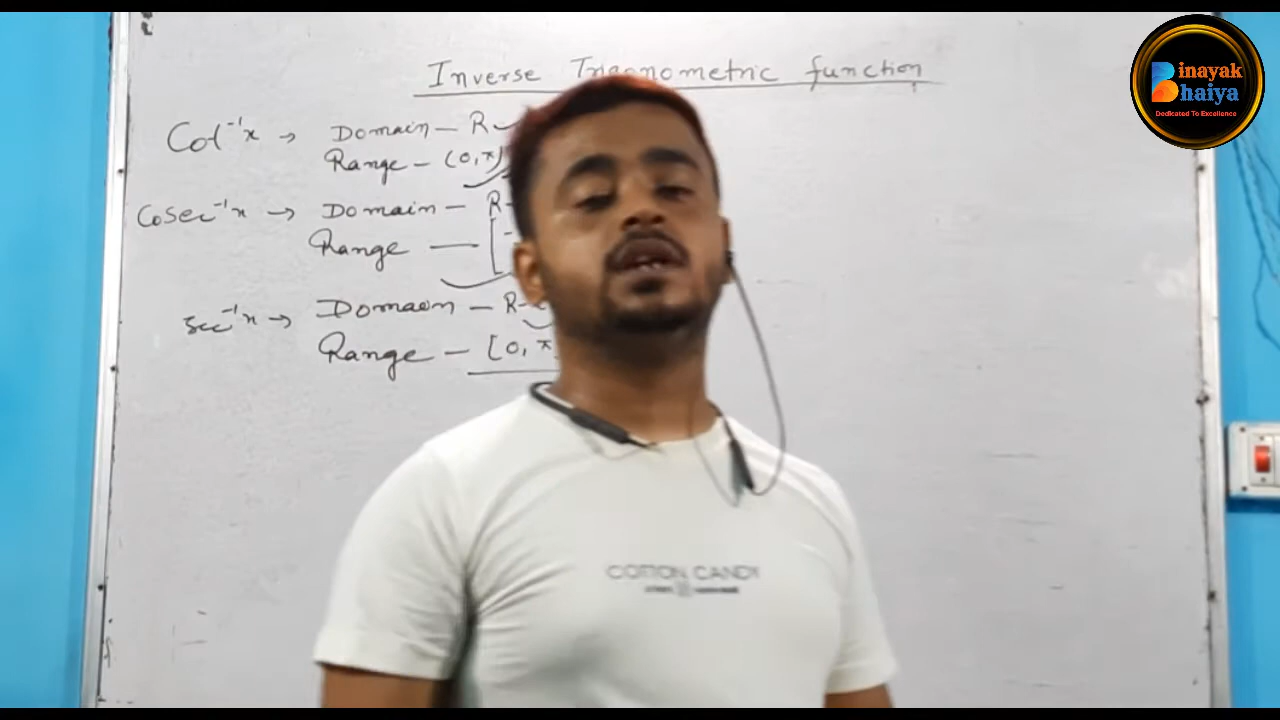 Inverse Trigonometric function
Cot⁻¹x → Domain – R
Range – (0, π)
Cosec⁻¹x → Domain – R-
Range — [-
Sec⁻¹x → Domain – R-
Range – [0, π
Binayak
Bhaiya
Dedicated To Excellence
COTTON CANDY